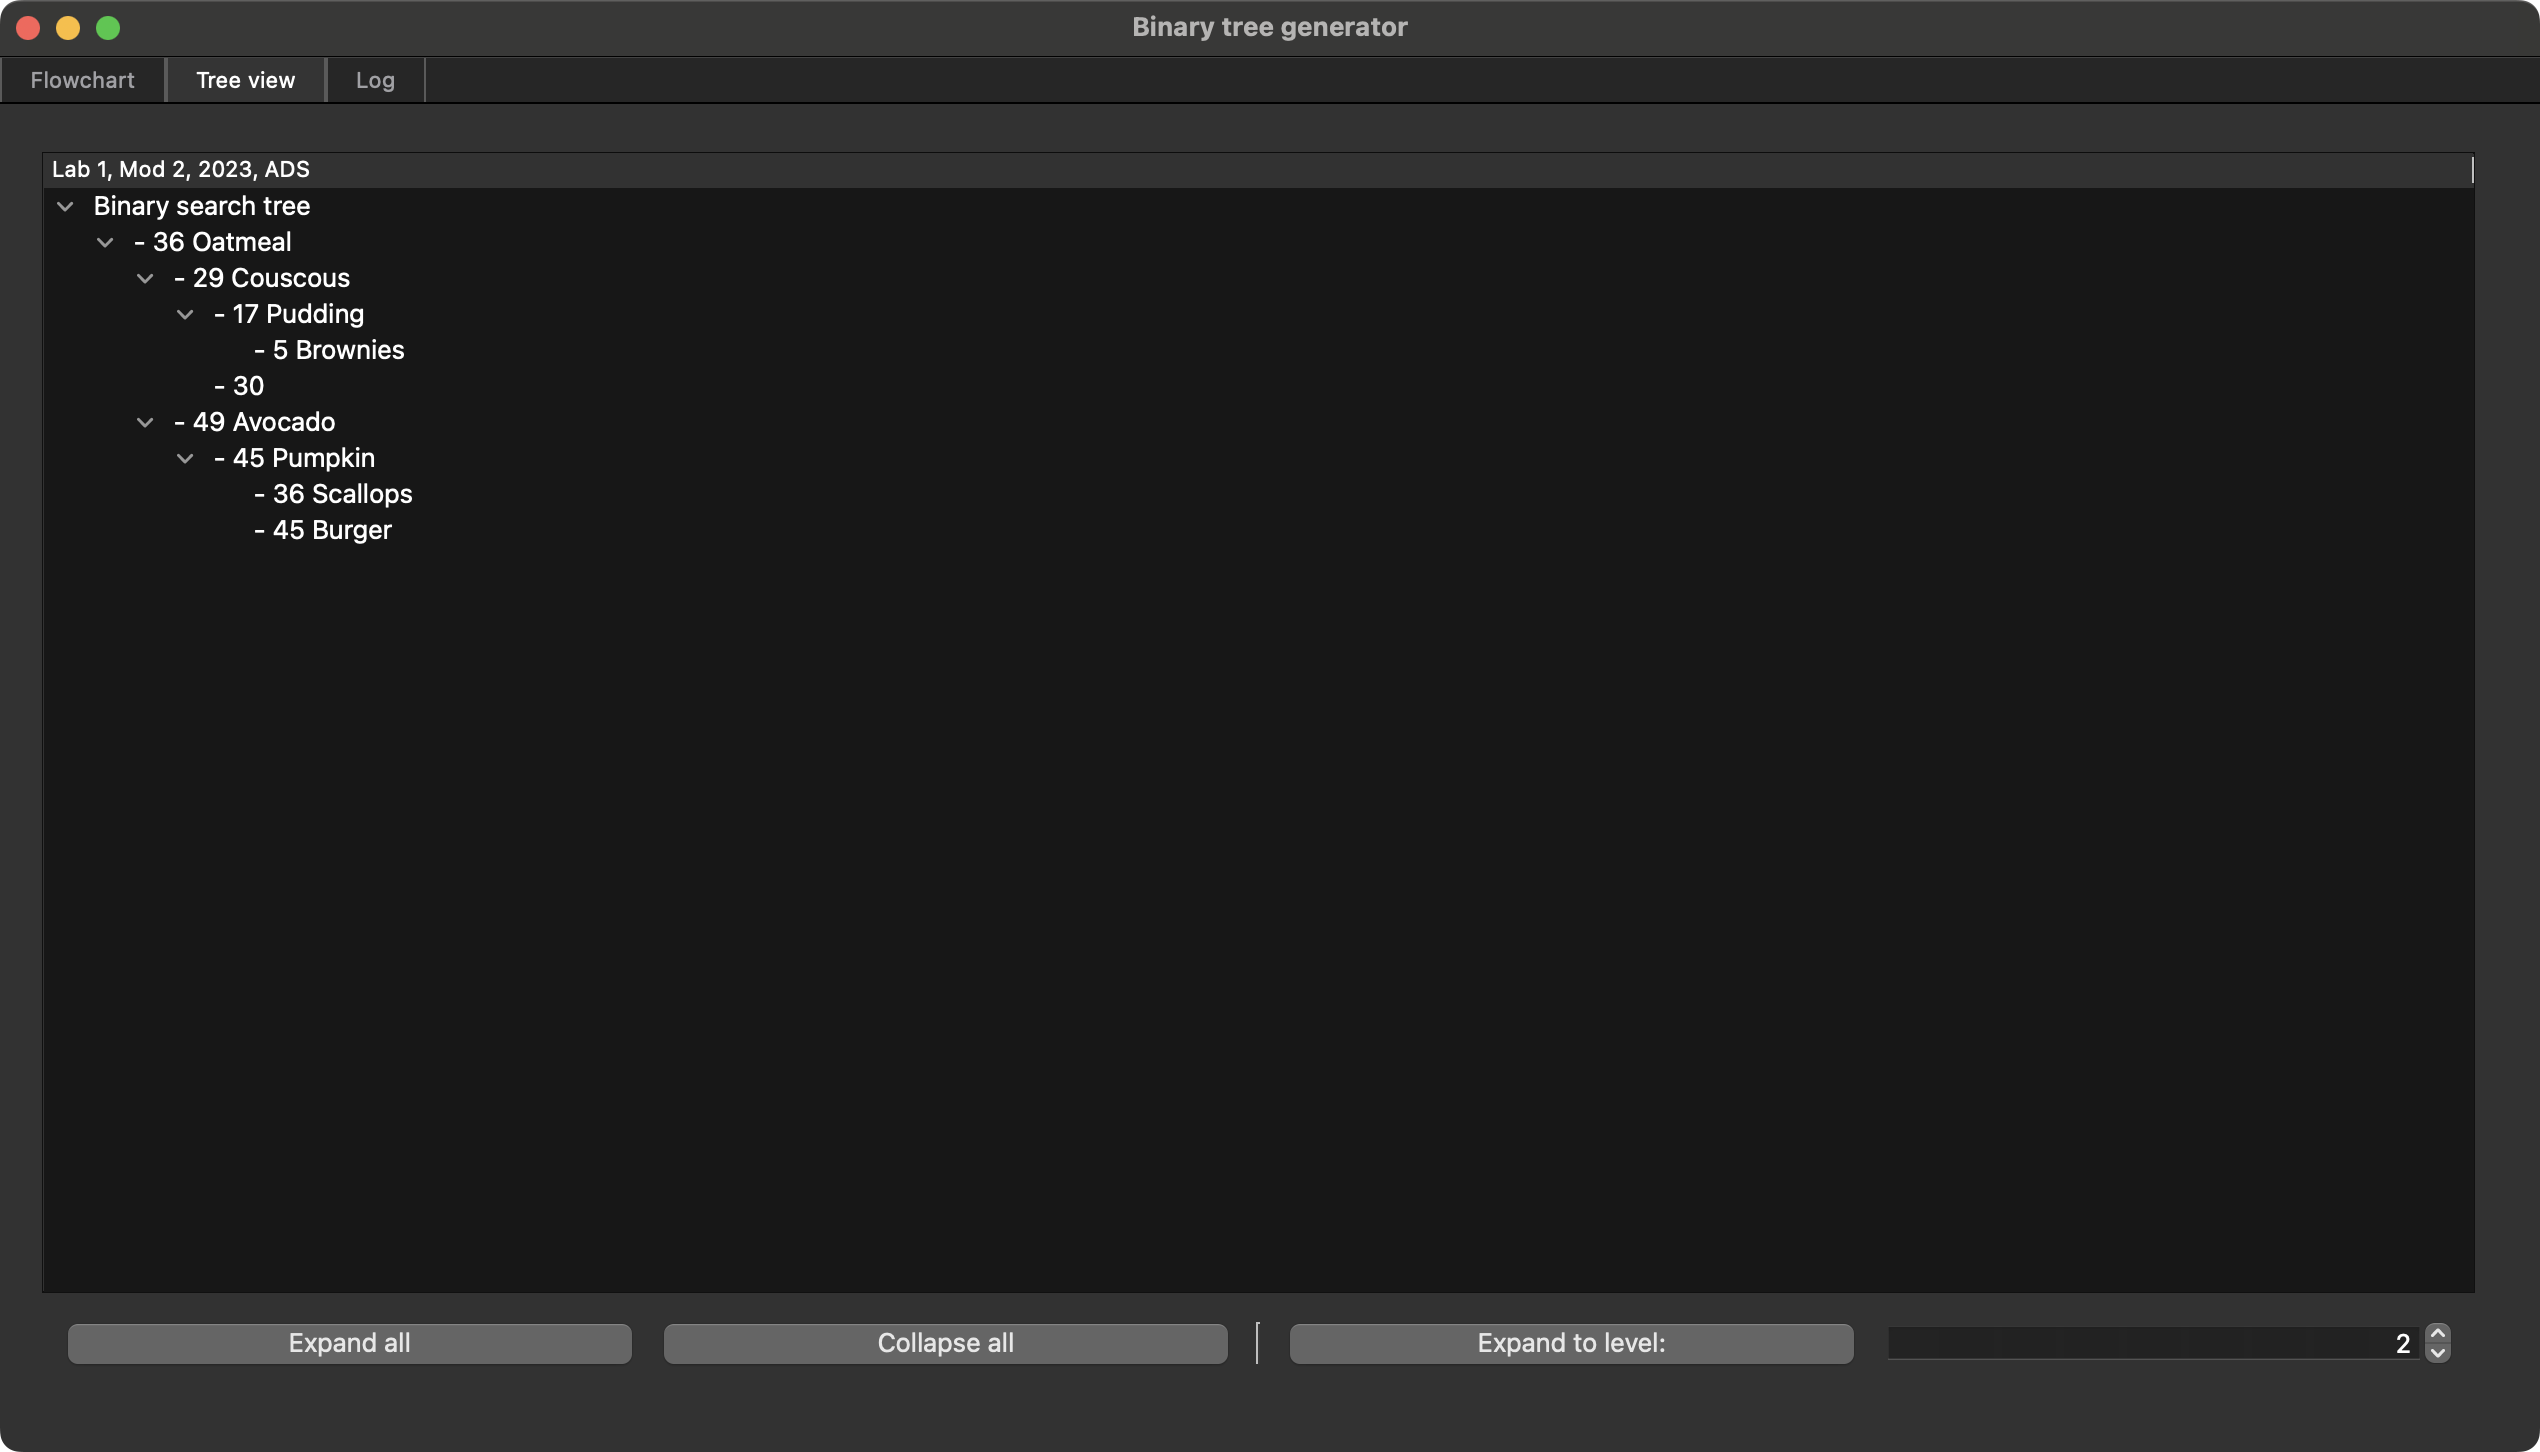 Binary tree generator
Flowchart Tree view Log
Lab 1, Mod 2, 2023, ADS
Binary search tree
- 36 Oatmeal
- 29 Couscous
- 17 Pudding
- 5 Brownies
- 30
- 49 Avocado
- 45 Pumpkin
- 36 Scallops
- 45 Burger
Expand all Collapse all Expand to level: 2